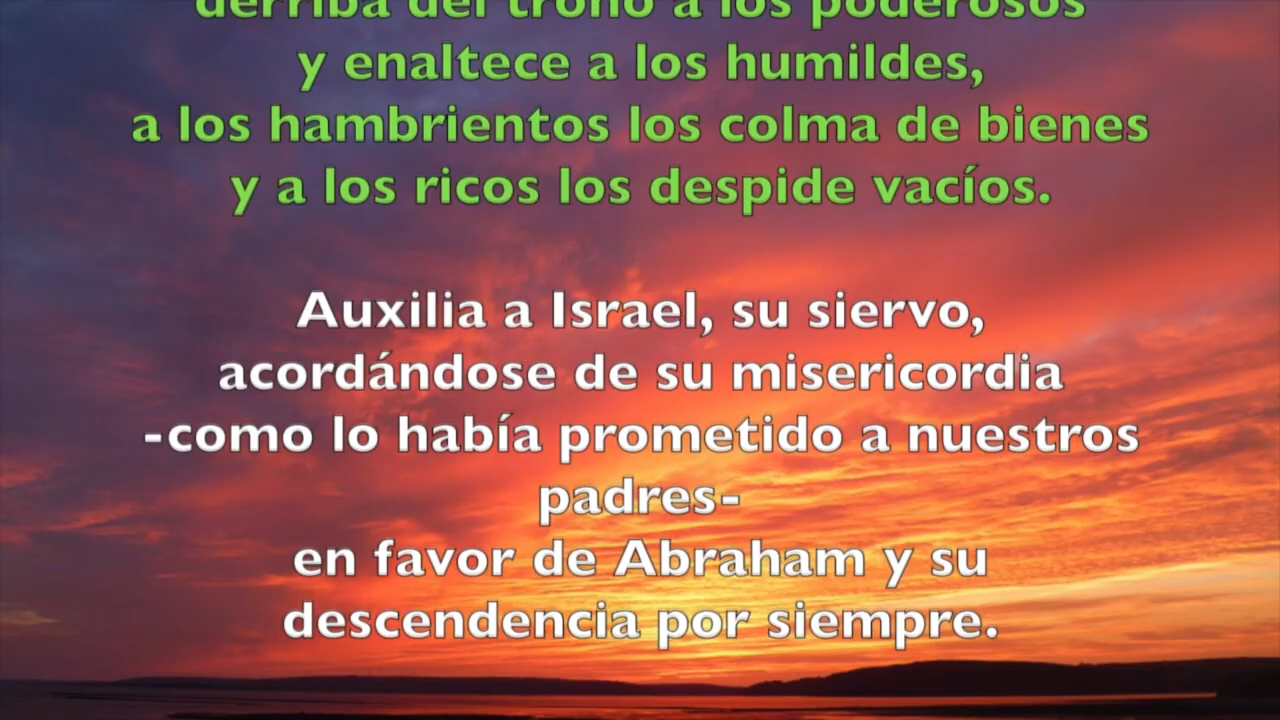 derriba del trono a los poderosos
y enaltece a los humildes,
a los hambrientos los colma de bienes
y a los ricos los despide vacíos.
Auxilia a Israel, su siervo,
acordándose de su misericordia
-como lo había prometido a nuestros
padres-
en favor de Abraham y su
descendencia por siempre.